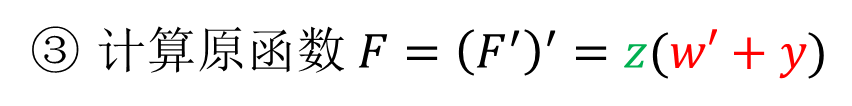 ③ 计算原函数 F = (F′)′ = z(w′ + y)